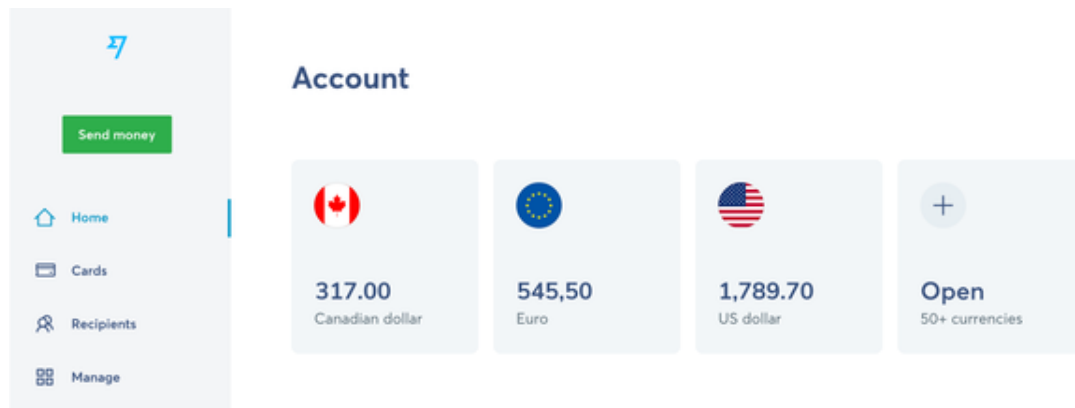 Send money
Home
Cards
Recipients
Manage
Account
317.00
Canadian dollar
545,50
Euro
1,789.70
US dollar
Open
50+ currencies